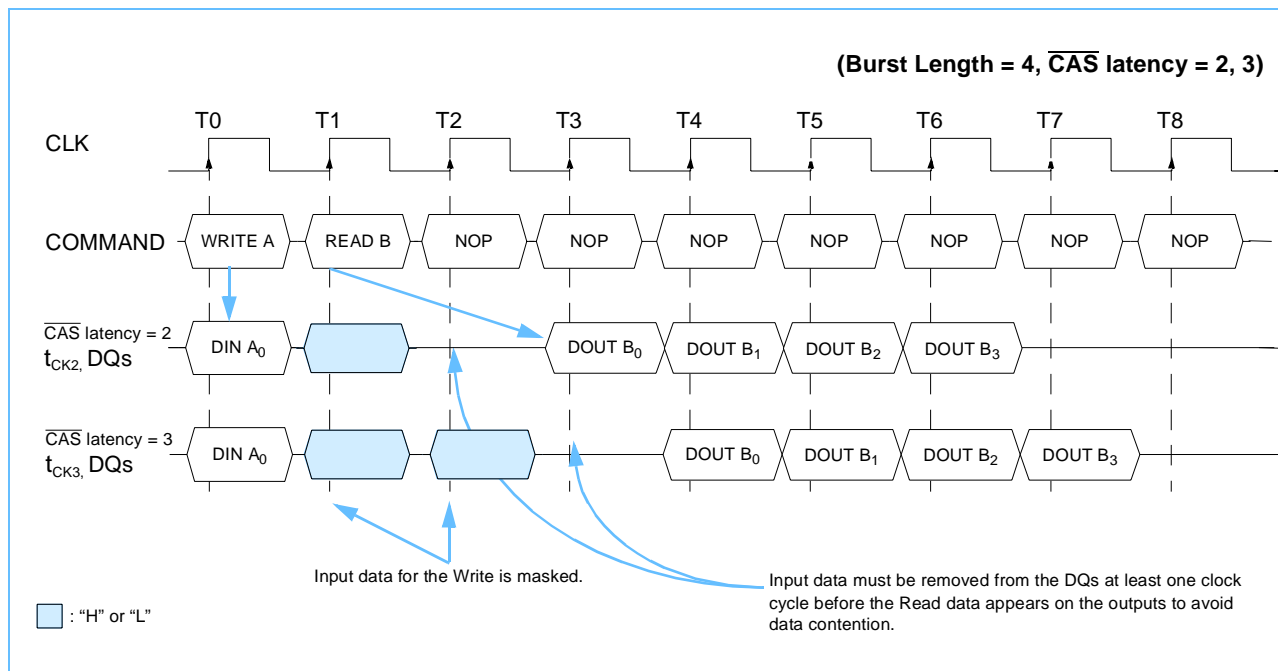 (Burst Length = 4, CAS latency = 2, 3)
T0 T1 T2 T3 T4 T5 T6 T7 T8
CLK
COMMAND WRITE A READ B NOP NOP NOP NOP NOP NOP NOP
CAS latency = 2
tCK2, DQs DIN A0 DOUT B0 DOUT B1 DOUT B2 DOUT B3
CAS latency = 3
tCK3, DQs DIN A0 DOUT B0 DOUT B1 DOUT B2 DOUT B3
Input data for the Write is masked.
Input data must be removed from the DQs at least one clock
cycle before the Read data appears on the outputs to avoid
data contention.
: “H” or “L”